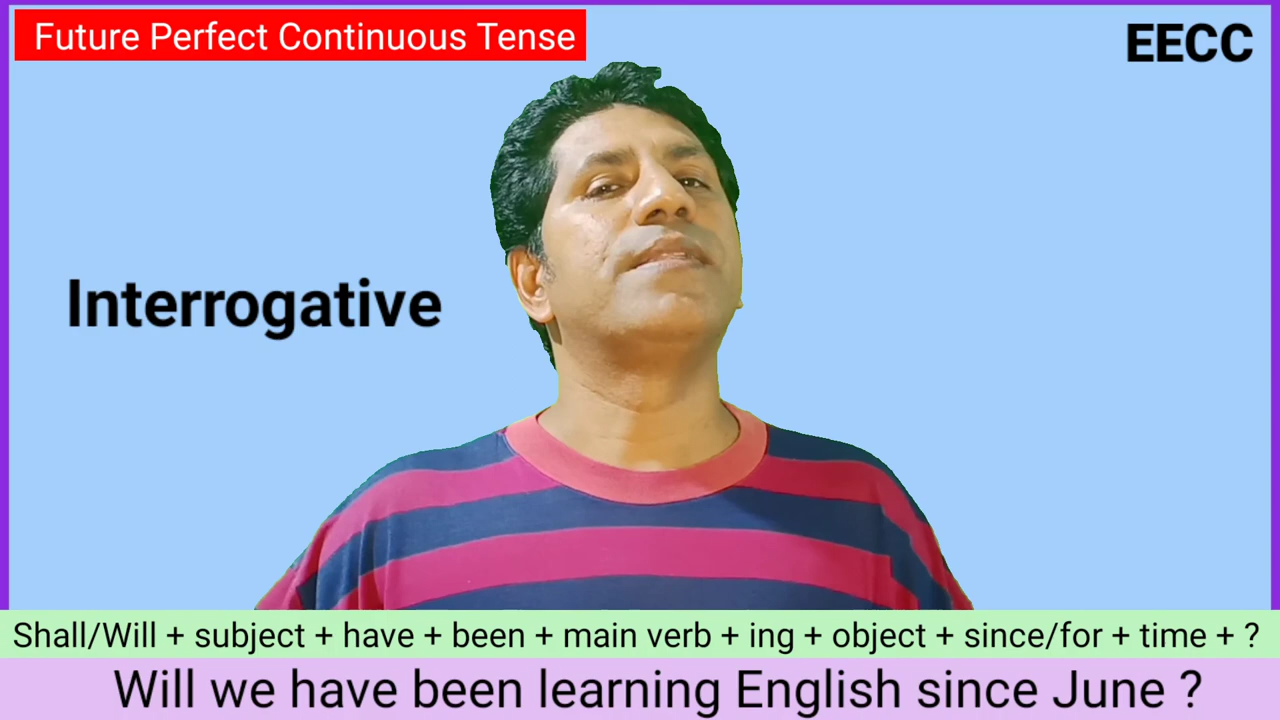 Future Perfect Continuous Tense
EECC
Interrogative
Shall/Will + subject + have + been + main verb + ing + object + since/for + time + ?
Will we have been learning English since June ?